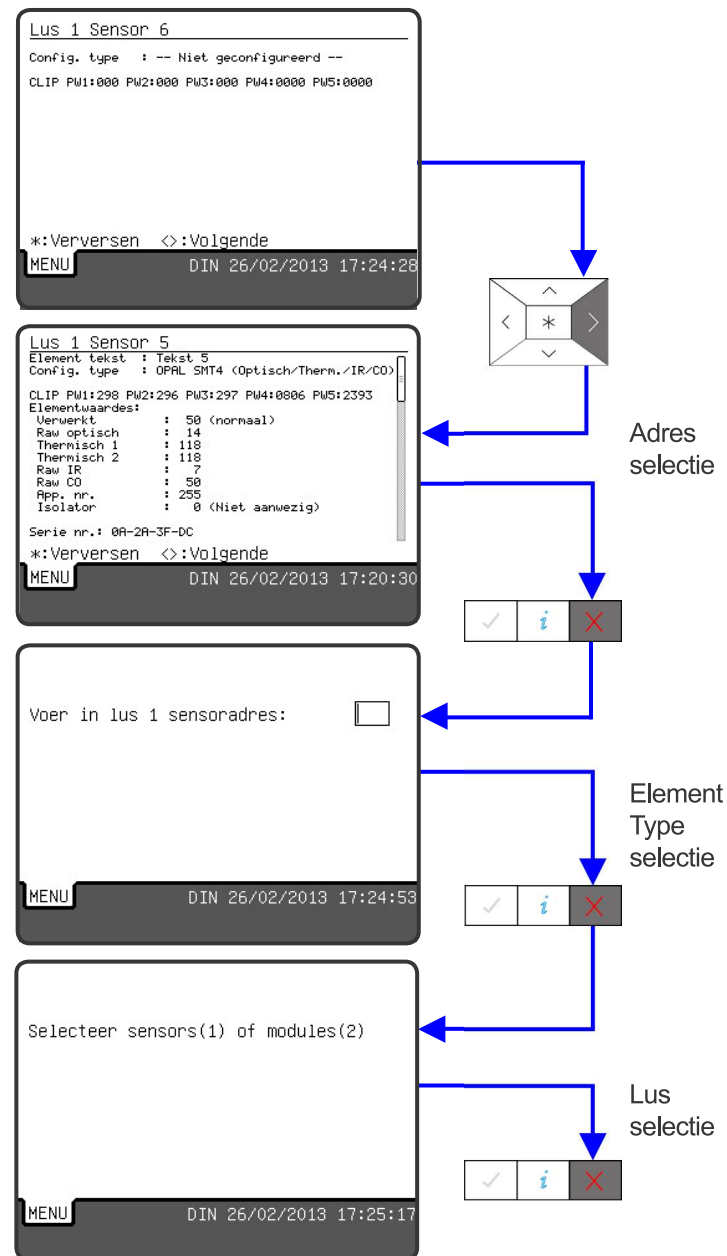 Lus 1 Sensor 6
Config. type : -- Niet geconfigureerd --
CLIP PW1:000 PW2:000 PW3:000 PW4:0000 PW5:0000
*:Verversen <>:Volgende
MENU DIN 26/02/2013 17:24:28
Lus 1 Sensor 5
Element tekst : Tekst 5
Config. type : OPAL SMT4 (Optisch/Therm./IR/CO)
CLIP PW1:298 PW2:296 PW3:297 PW4:0806 PW5:2393
Elementwaardes:
Verwerkt : 50 (normaal)
Raw optisch : 14
Thermisch 1 : 118
Thermisch 2 : 118
Raw IR : 7
Raw CO : 50
App. nr. : 255
Isolator : 0 (Niet aanwezig)
Serie nr.: 0A-2A-3F-DC
*:Verversen <>:Volgende
MENU DIN 26/02/2013 17:20:30
Adres
selectie
i
Voer in lus 1 sensoradres:
MENU DIN 26/02/2013 17:24:53
Element
Type
selectie
i
Selecteer sensors(1) of modules(2)
MENU DIN 26/02/2013 17:25:17
Lus
selectie
i